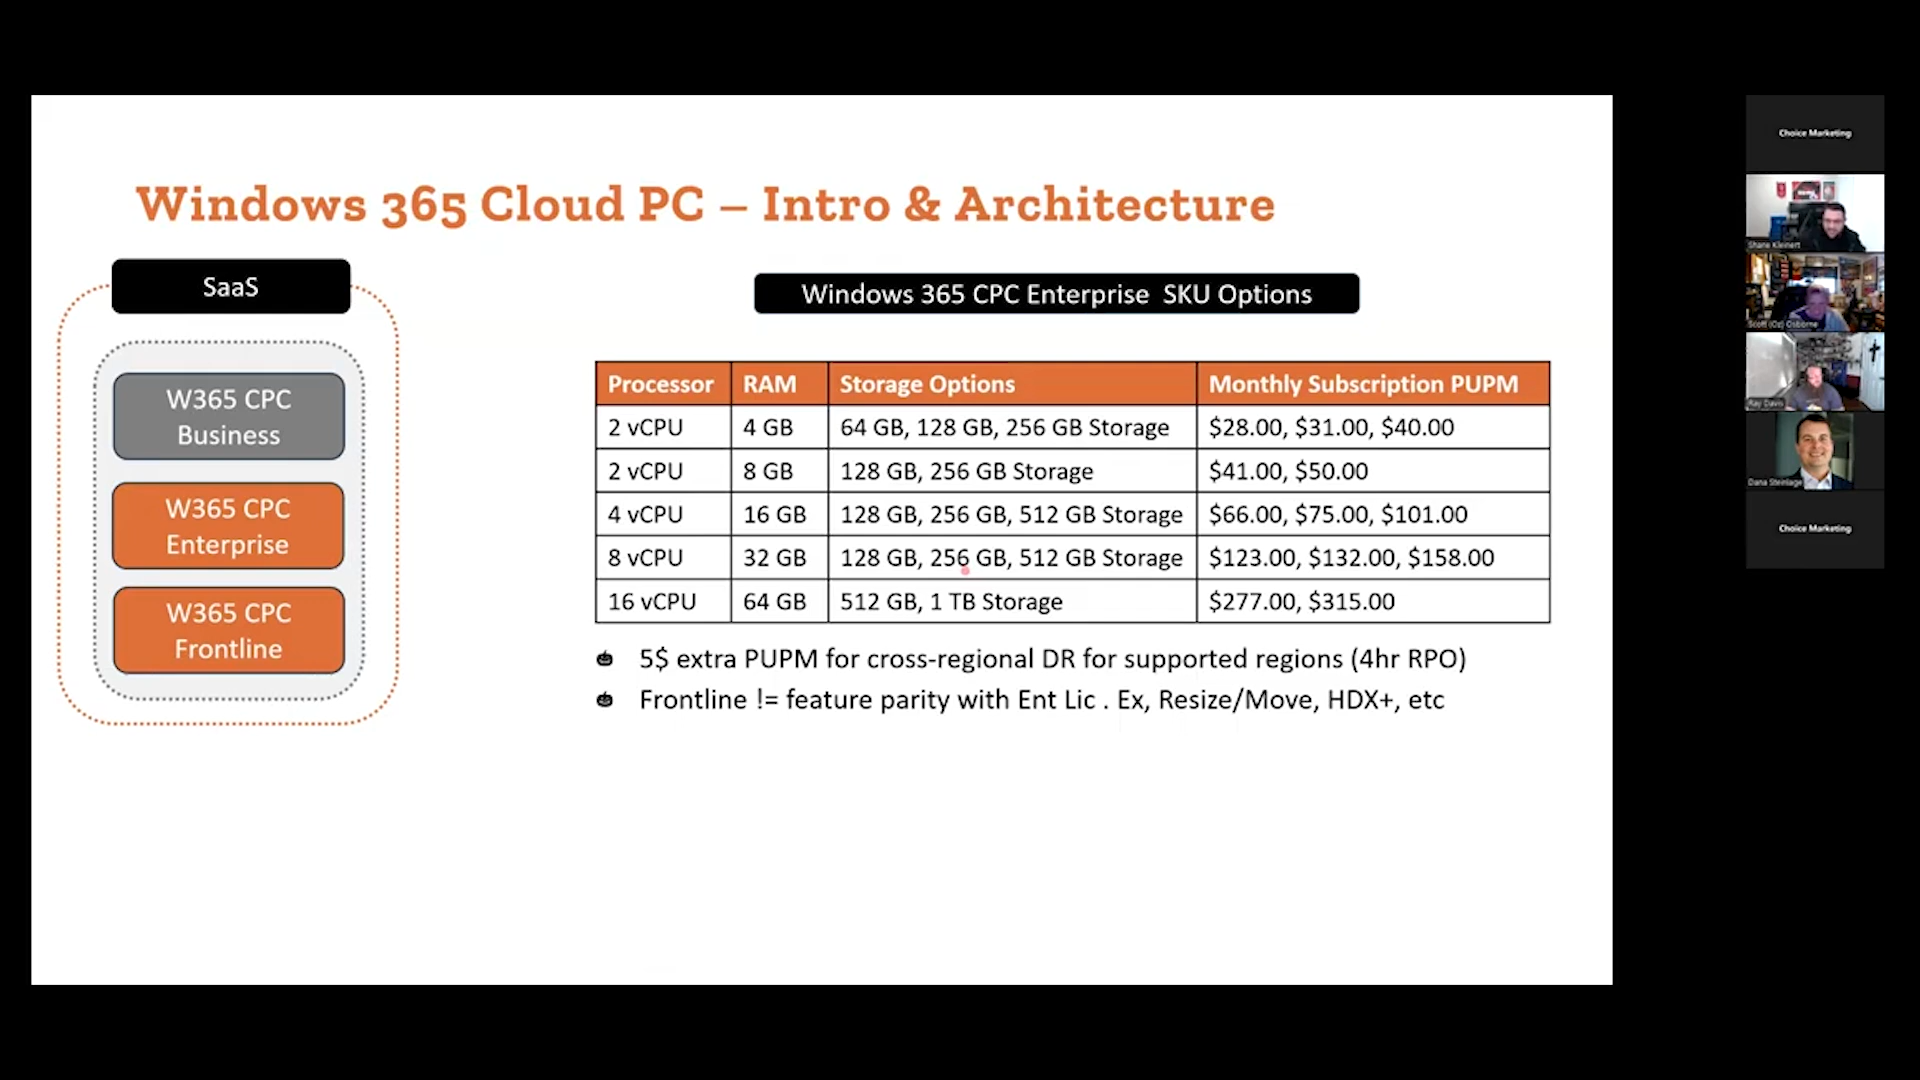 Windows 365 Cloud PC – Intro & Architecture
SaaS
W365 CPC
Business
W365 CPC
Enterprise
W365 CPC
Frontline
Windows 365 CPC Enterprise SKU Options
Processor RAM Storage Options Monthly Subscription PUPM
2 vCPU 4 GB 64 GB, 128 GB, 256 GB Storage $28.00, $31.00, $40.00
2 vCPU 8 GB 128 GB, 256 GB Storage $41.00, $50.00
4 vCPU 16 GB 128 GB, 256 GB, 512 GB Storage $66.00, $75.00, $101.00
8 vCPU 32 GB 128 GB, 256 GB, 512 GB Storage $123.00, $132.00, $158.00
16 vCPU 64 GB 512 GB, 1 TB Storage $277.00, $315.00
5$ extra PUPM for cross-regional DR for supported regions (4hr RPO)
Frontline != feature parity with Ent Lic . Ex, Resize/Move, HDX+, etc
Choice Marketing
Shane Kleinert
Scott (Oz) Osborne
Ray Davis
Dana Steinlage
Choice Marketing